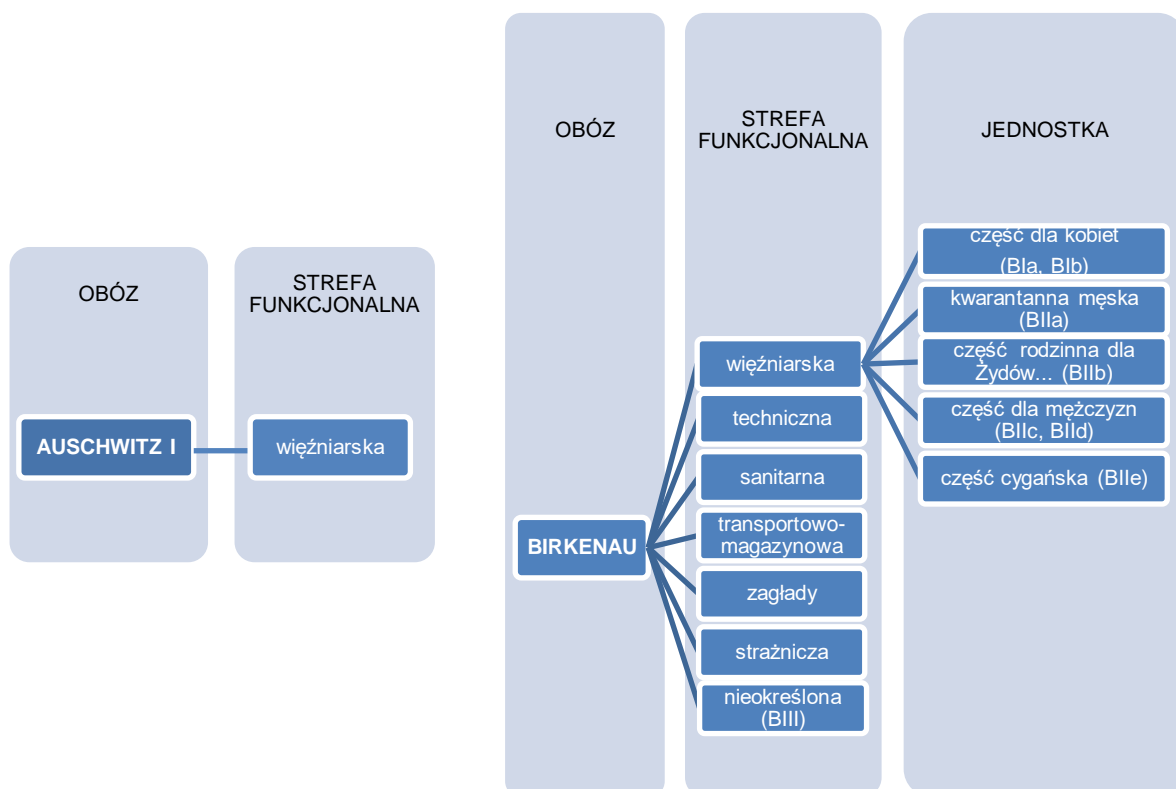 OBÓZ
STREFA
FUNKCJONALNA
AUSCHWITZ I
więźniarska
OBÓZ
STREFA
FUNKCJONALNA
JEDNOSTKA
BIRKENAU
więźniarska
techniczna
sanitarna
transportowo-
magazynowa
zagłady
strażnicza
nieokreślona
(BIII)
część dla kobiet
(BIa, BIb)
kwarantanna męska
(BIIa)
część rodzinna dla
Żydów... (BIIb)
część dla mężczyzn
(BIIc, BIId)
część cygańska (BIIe)